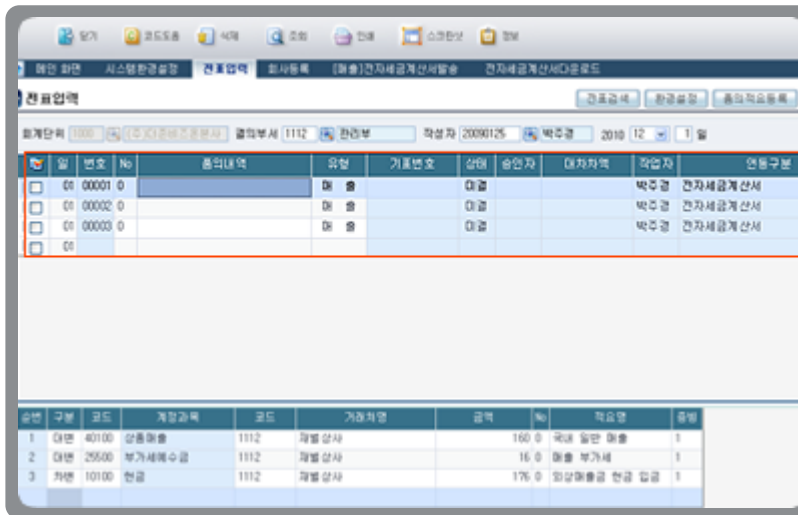 닫기 코드도움 삭제 조회 인쇄 스크린샷 정보
메인 화면 시스템환경설정 전표입력 회사등록 (매출)전자세금계산서발송 전자세금계산서다운로드
전표입력 전표검색 환경설정 품의적요등록
회계단위 1000 결의부서 1112 관리부 작성자 20090125 박주경 2010 12 1 일
일 번호 No 품의내역 유형 기표번호 상태 승인자 대차차액 작업자 연동구분
01 00001 0 매 출 미결 박주경 전자세금계산서
01 00002 0 매 출 미결 박주경 전자세금계산서
01 00003 0 매 출 미결 박주경 전자세금계산서
01
순번 구분 코드 계정과목 코드 거래처명 금액 No 적요명 증빙
1 대변 40100 상품매출 1112 재벌상사 160 0 국내 일반 매출 1
2 대변 25500 부가세예수금 1112 재벌상사 16 0 매출 부가세 1
3 차변 10100 현금 1112 재벌상사 176 0 외상매출금 현금 입금 1